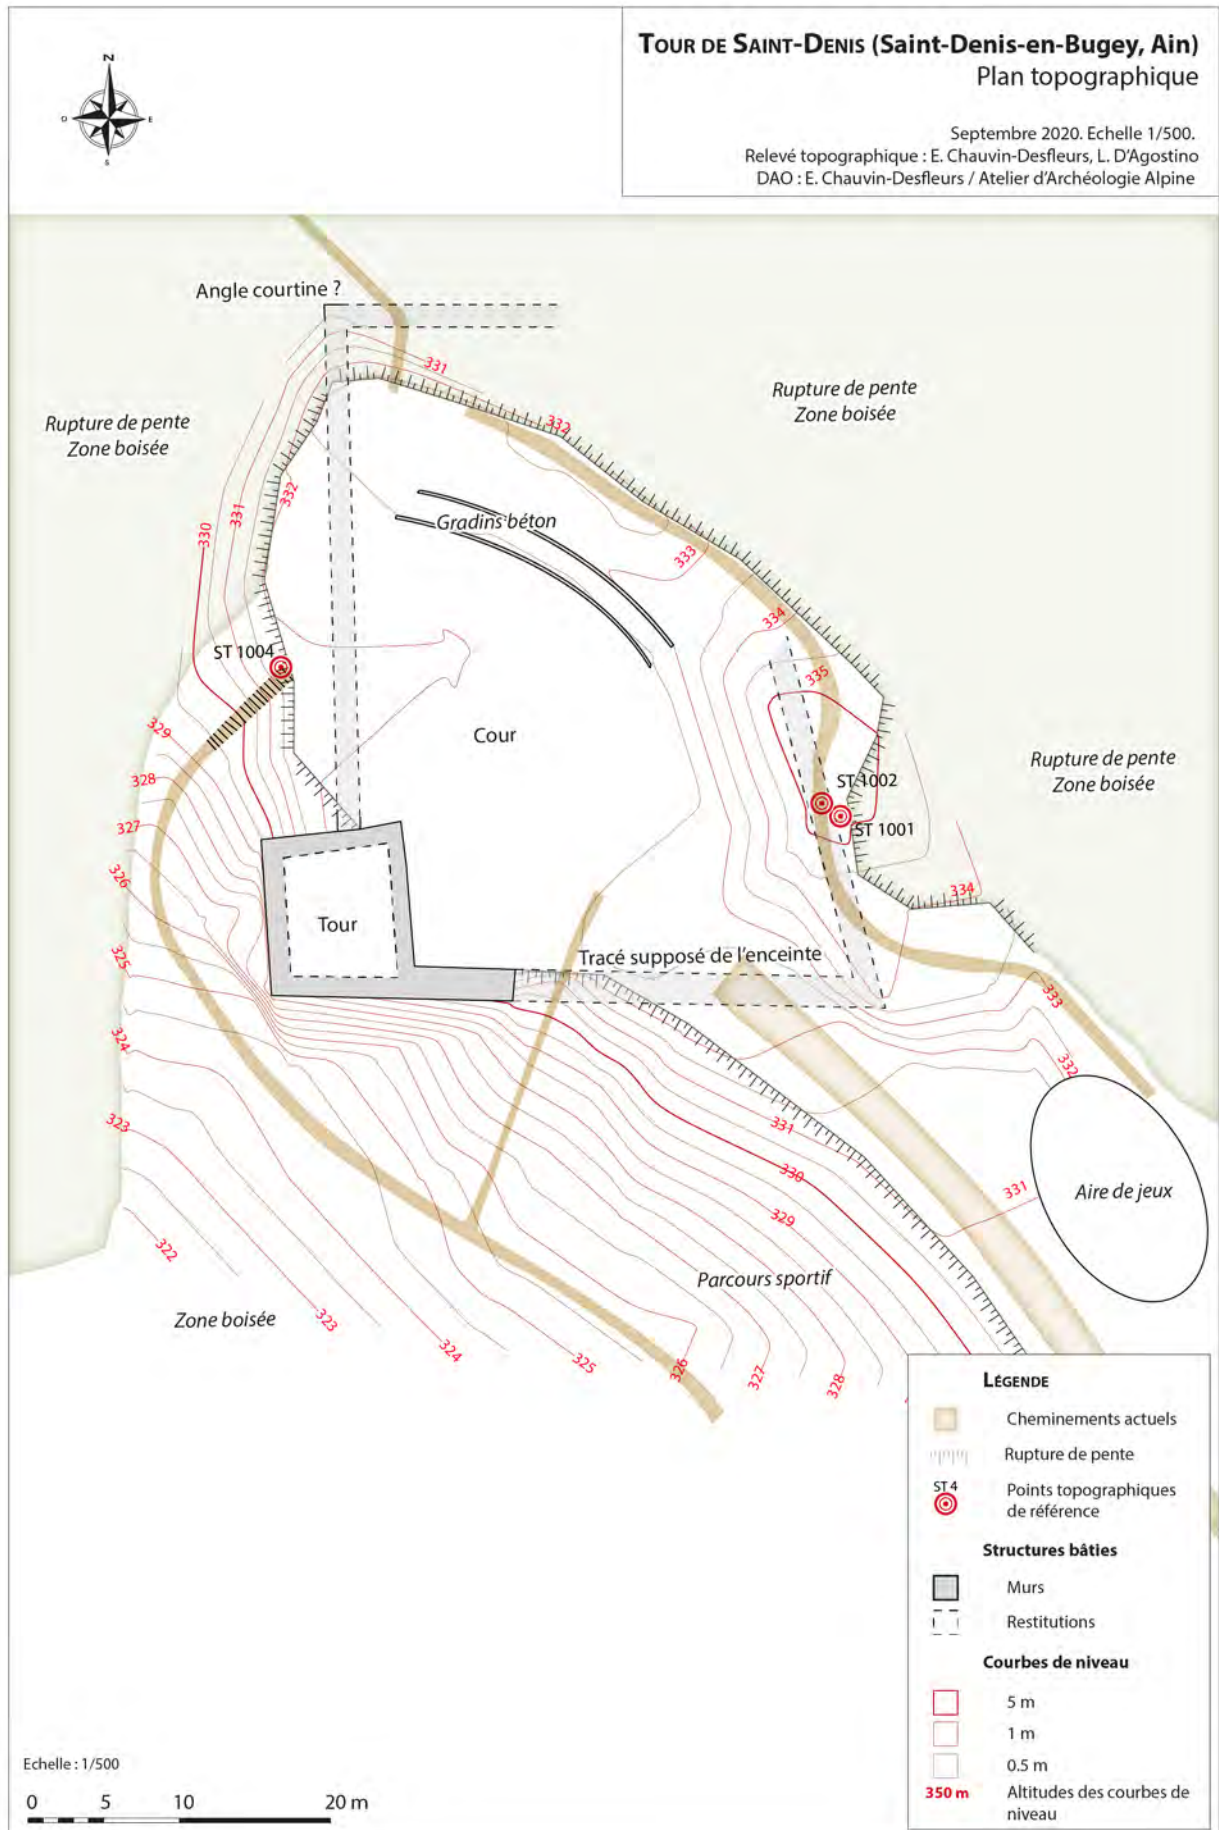 TOUR DE SAINT-DENIS (Saint-Denis-en-Bugey, Ain)
Plan topographique
Septembre 2020. Echelle 1/500.
Relevé topographique : E. Chauvin-Desfleurs, L. D'Agostino
DAO : E. Chauvin-Desfleurs / Atelier d'Archéologie Alpine
N
O
E
S
Angle courtine ?
331
Rupture de pente
Zone boisée
Rupture de pente
Zone boisée
332
332
331
330
Gradins béton
333
334
ST 1004
335
329
Cour
328
ST 1002
Rupture de pente
Zone boisée
327
ST 1001
326
334
Tour
Tracé supposé de l'enceinte
325
333
324
332
323
331
330
331
Aire de jeux
329
322
Parcours sportif
Zone boisée
323
324
325
326
327
328
LÉGENDE
Cheminements actuels
Rupture de pente
ST 4
Points topographiques
de référence
Structures bâties
Murs
Restitutions
Courbes de niveau
5 m
1 m
0.5 m
350 m
Altitudes des courbes de
niveau
Echelle : 1/500
0 5 10 20 m